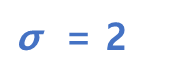 σ = 2